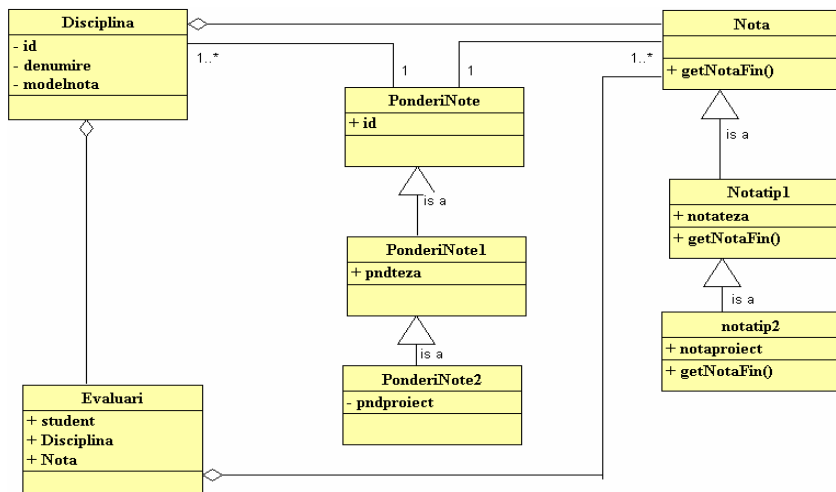 Disciplina
- id
- denumire
- modelnota
1..*
1
PonderiNote
+ id
is a
PonderiNote1
+ pndteza
is a
PonderiNote2
- pndproiect
1
1..*
Nota
+ getNotaFin()
is a
Notatip1
+ notateza
+ getNotaFin()
is a
notatip2
+ notaproiect
+ getNotaFin()
Evaluari
+ student
+ Disciplina
+ Nota